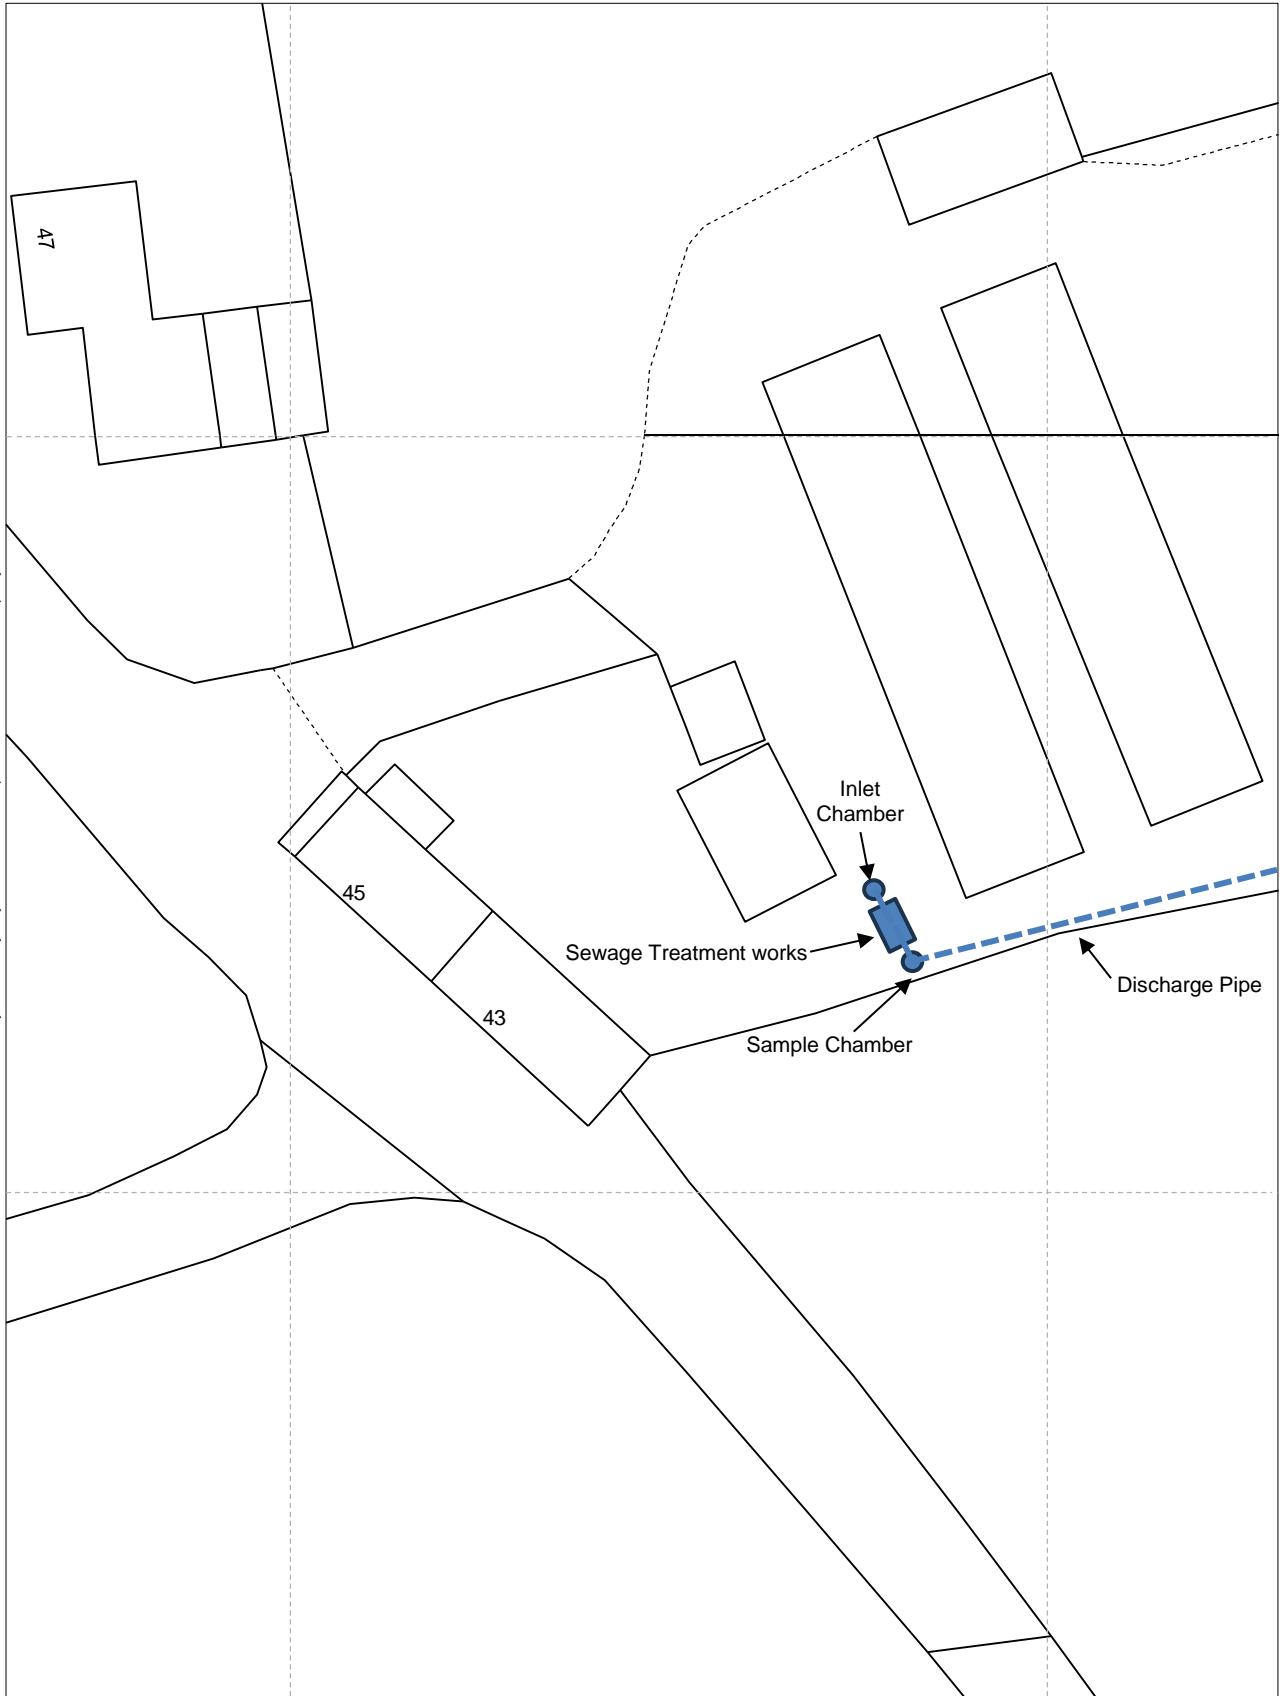 47
Inlet
Chamber
45
Sewage Treatment works
Discharge Pipe
43
Sample Chamber